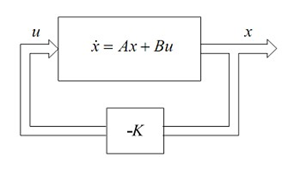 u
x
ẋ = Ax + Bu
-K